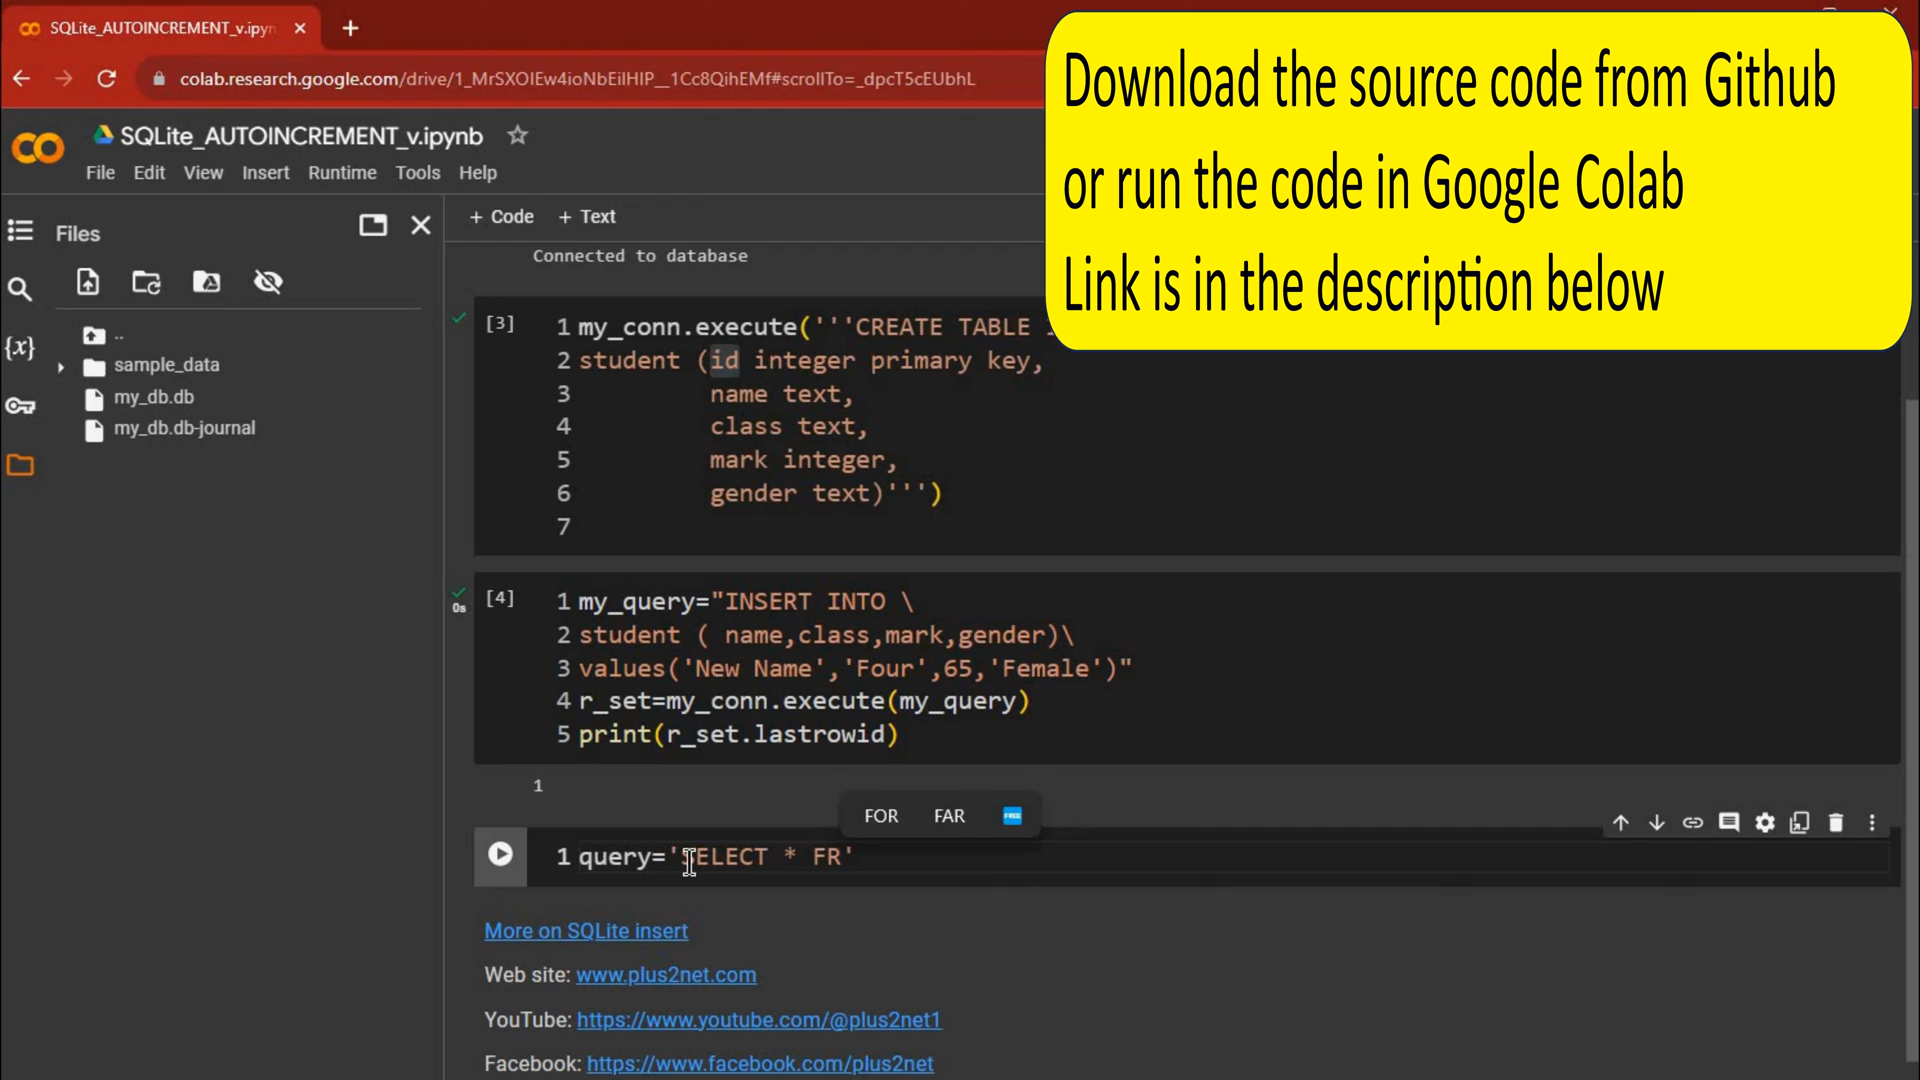 SQLite_AUTOINCREMENT_v.ipyn
colab.research.google.com/drive/1_MrSXOIEw4ioNbEilHIP__1Cc8QihEMf#scrollTo=_dpcT5cEUbhL
Download the source code from Github
or run the code in Google Colab
Link is in the description below
SQLite_AUTOINCREMENT_v.ipynb
File Edit View Insert Runtime Tools Help
Files
+ Code + Text
..
sample_data
my_db.db
my_db.db-journal
{x}
Connected to database
[3]
1 my_conn.execute('''CREATE TABLE
2 student (id integer primary key,
3 name text,
4 class text,
5 mark integer,
6 gender text)''')
7
0s
[4]
1 my_query="INSERT INTO \
2 student ( name,class,mark,gender)\
3 values('New Name','Four',65,'Female')"
4 r_set=my_conn.execute(my_query)
5 print(r_set.lastrowid)
1
FOR FAR FREE
1 query='SELECT * FR'
More on SQLite insert
Web site: www.plus2net.com
YouTube: https://www.youtube.com/@plus2net1
Facebook: https://www.facebook.com/plus2net